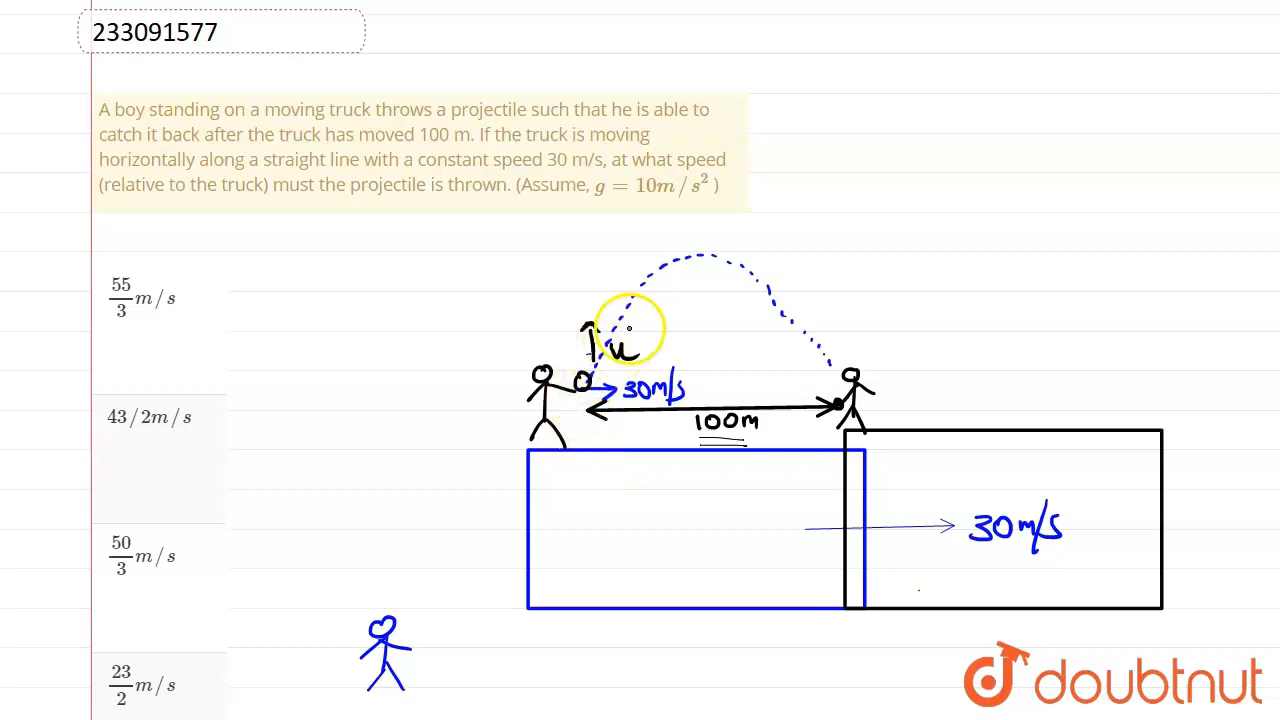 233091577
A boy standing on a moving truck throws a projectile such that he is able to
catch it back after the truck has moved 100 m. If the truck is moving
horizontally along a straight line with a constant speed 30 m/s, at what speed
(relative to the truck) must the projectile is thrown. (Assume, g = 10m/s² )
55/3 m/s
u
30m/s
100m
43/2m/s
30m/s
50/3 m/s
23/2 m/s
doubtnut